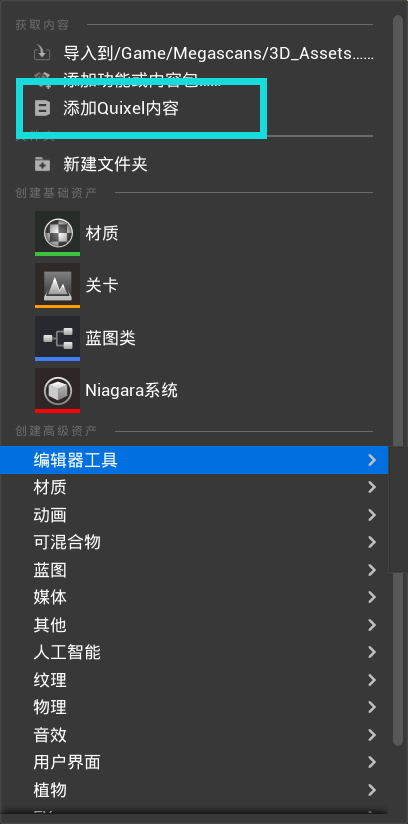 获取内容
导入到/Game/Megascans/3D_Assets……
添加功能或内容包……
添加Quixel内容
新建文件夹
创建基础资产
材质
关卡
蓝图类
Niagara系统
创建高级资产
编辑器工具
材质
动画
可混合物
蓝图
媒体
其他
人工智能
纹理
物理
音效
用户界面
植物